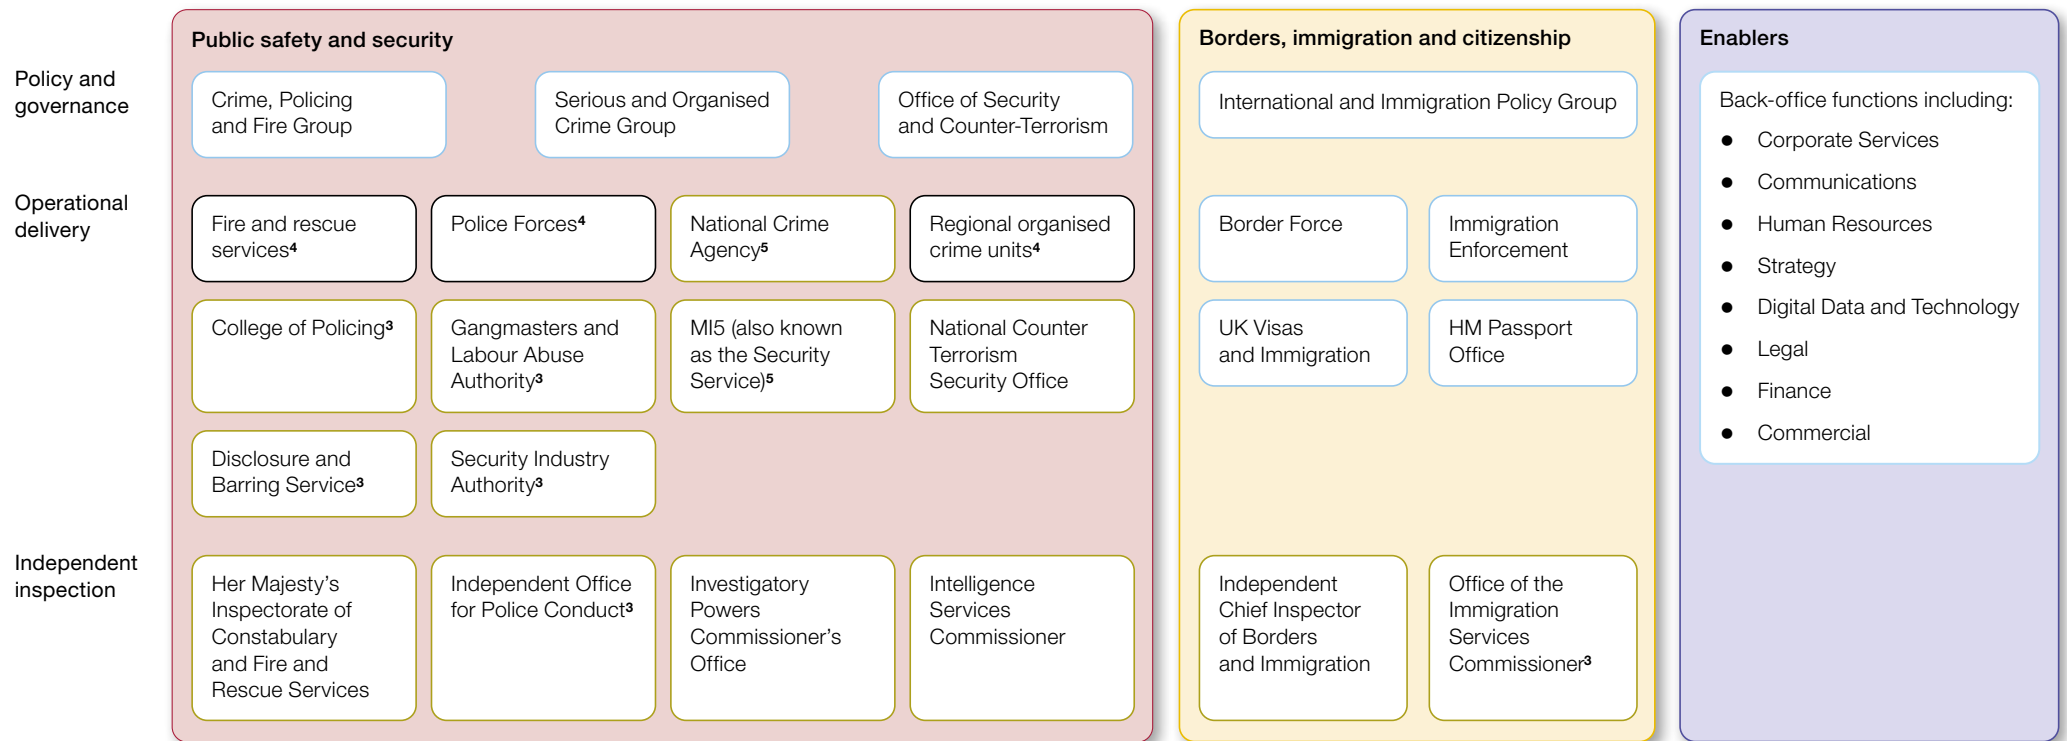 Public safety and security
Policy and
governance
Crime, Policing
and Fire Group
Serious and Organised
Crime Group
Office of Security
and Counter-Terrorism
Operational
delivery
Fire and rescue
services4
Police Forces4
National Crime
Agency5
Regional organised
crime units4
College of Policing3
Gangmasters and
Labour Abuse
Authority3
MI5 (also known
as the Security
Service)5
National Counter
Terrorism
Security Office
Disclosure and
Barring Service3
Security Industry
Authority3
Independent
inspection
Her Majesty’s
Inspectorate of
Constabulary
and Fire and
Rescue Services
Independent Office
for Police Conduct3
Investigatory
Powers
Commissioner’s
Office
Intelligence
Services
Commissioner
Borders, immigration and citizenship
International and Immigration Policy Group
Border Force
Immigration
Enforcement
UK Visas
and Immigration
HM Passport
Office
Independent
Chief Inspector
of Borders
and Immigration
Office of the
Immigration
Services
Commissioner3
Enablers
Back-office functions including:
● Corporate Services
● Communications
● Human Resources
● Strategy
● Digital Data and Technology
● Legal
● Finance
● Commercial